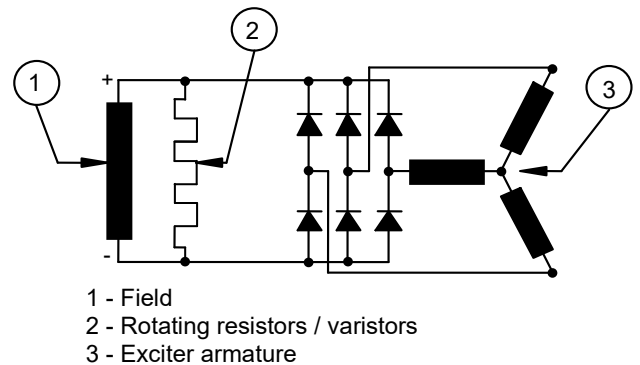 2
1
+
3
-
1 - Field
2 - Rotating resistors / varistors
3 - Exciter armature